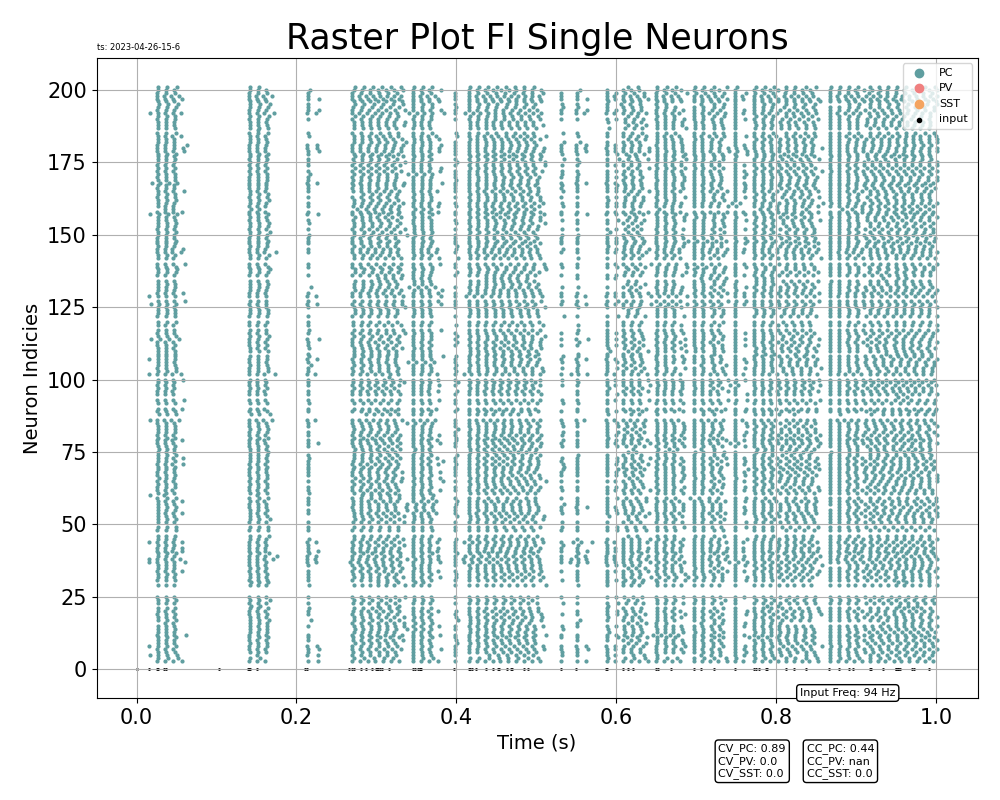 Raster Plot FI Single Neurons
ts: 2023-04-26-15-6
PC
PV
SST
input
200
175
150
125
100
75
50
25
0
Neuron Indicies
Input Freq: 94 Hz
0.0 0.2 0.4 0.6 0.8 1.0
Time (s)
CV_PC: 0.89
CV_PV: 0.0
CV_SST: 0.0
CC_PC: 0.44
CC_PV: nan
CC_SST: 0.0